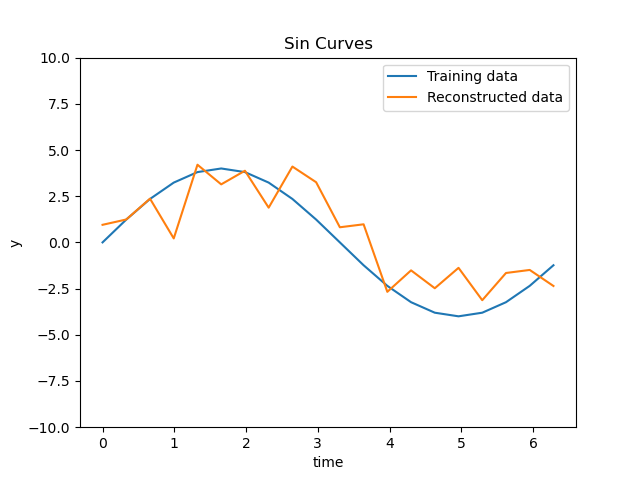 Sin Curves
Training data
Reconstructed data
10.0
7.5
5.0
2.5
0.0
−2.5
−5.0
−7.5
−10.0
y
0 1 2 3 4 5 6
time